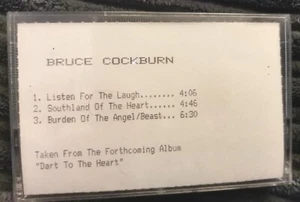 BRUCE COCKBURN
1. Listen For The Laugh........ 4:06
2. Southland Of The Heart...... 4:46
3. Burden Of The Angel/Beast... 6:30
Taken From The Forthcoming Album
"Dart To The Heart"